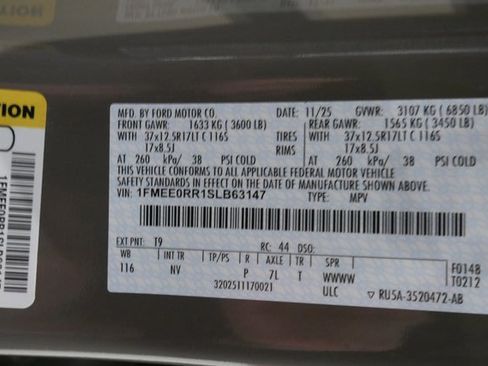 MFD. BY FORD MOTOR CO. 11/25 GVWR: 3107 KG (6850 LB)
FRONT GAWR: 1633 KG (3600 LB) REAR GAWR: 1565 KG (3450 LB)
WITH 37x12.5R17LT C 116S TIRES WITH 37x12.5R17LT C 116S
17x8.5J RIMS 17x8.5J
AT 260 kPa/ 38 PSI COLD AT 260 kPa/ 38 PSI COLD
THIS VEHICLE CONFORMS TO ALL APPLICABLE FEDERAL MOTOR VEHICLE
SAFETY STANDARDS IN EFFECT ON THE DATE OF MANUFACTURE SHOWN ABOVE.
VIN: 1FMEE0RR1SLB63147 TYPE: MPV
EXT PNT: T9 RC: 44 DSO:
WB INT TR TP/PS R AXLE TR SPR F0148
116 NV P 7L T WWWW T0212
3202511170021 ULC ▽ RU5A-3520472-AB
TION